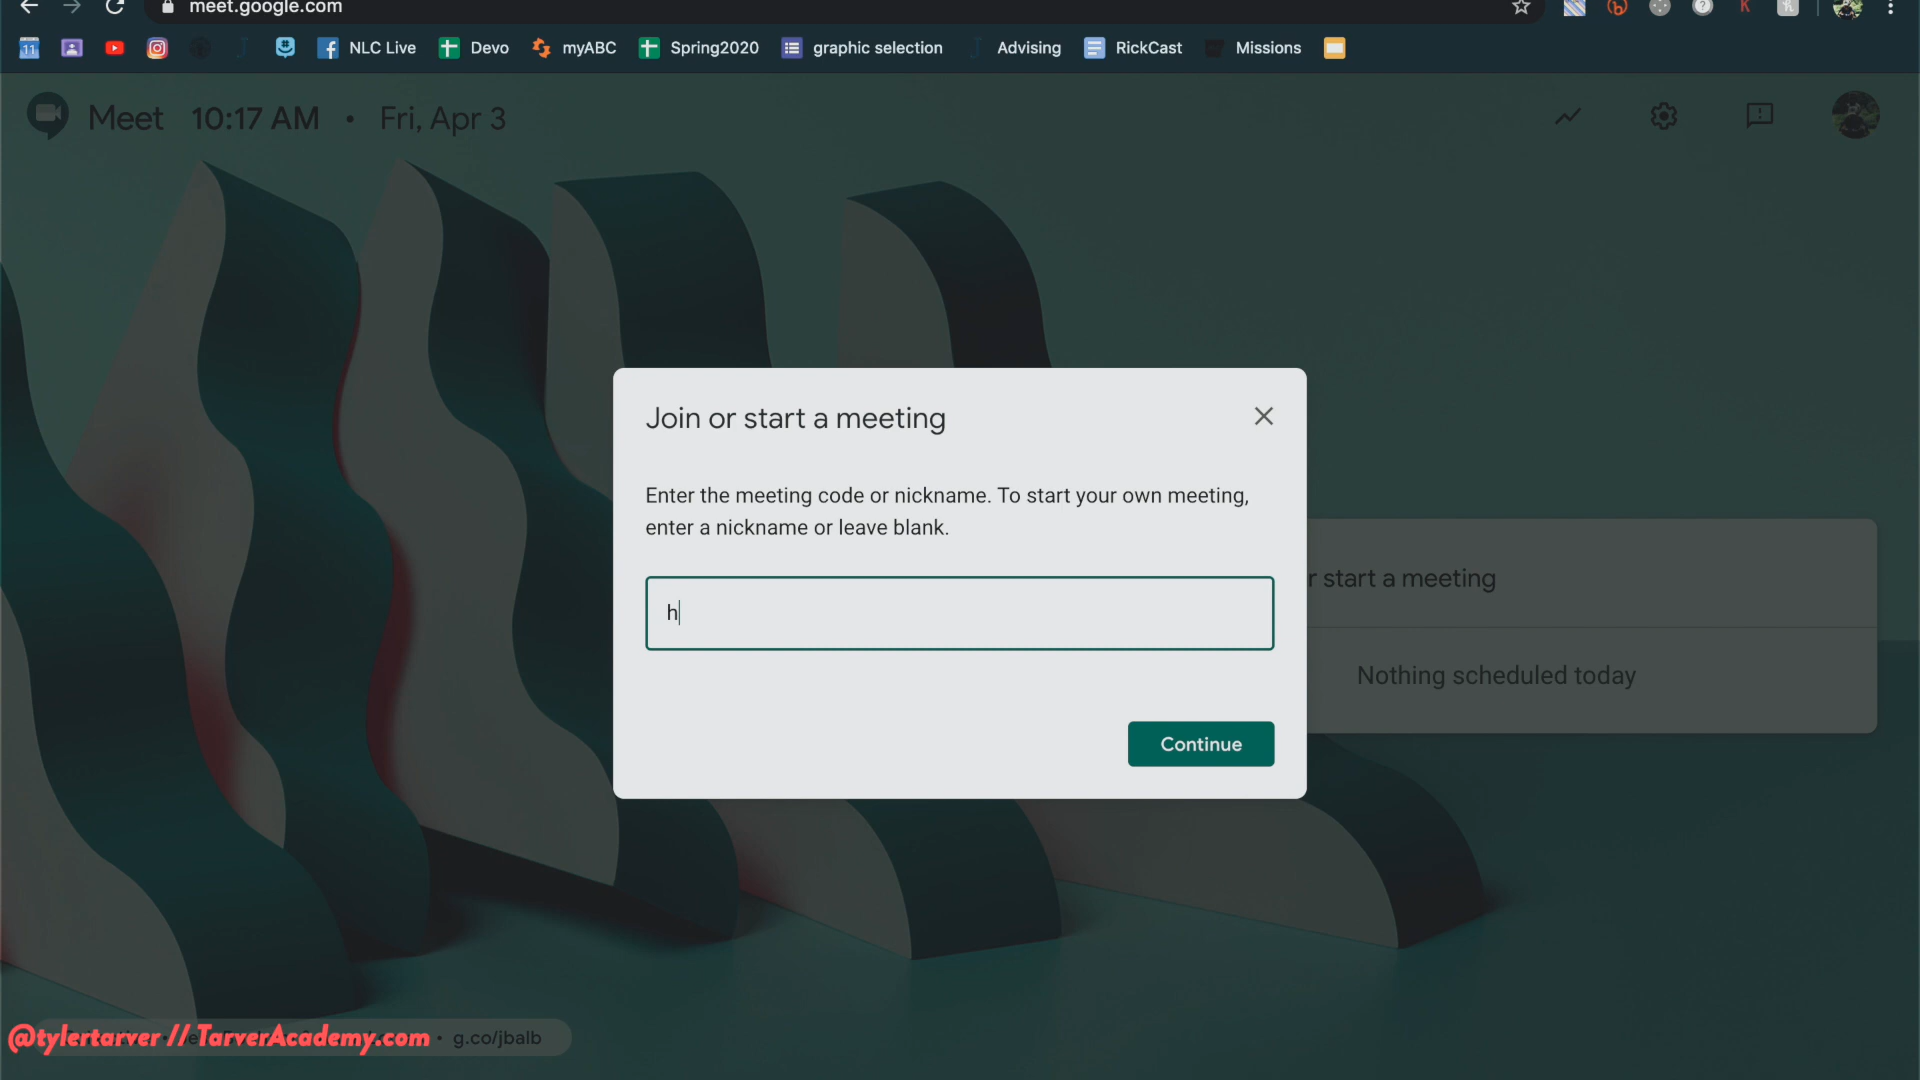 meet.google.com
11 NLC Live Devo myABC Spring2020 graphic selection Advising RickCast Missions
Meet 10:17 AM • Fri, Apr 3
Join or start a meeting
Enter the meeting code or nickname. To start your own meeting,
enter a nickname or leave blank.
r start a meeting
h
Nothing scheduled today
Continue
@tylertarver // TarverAcademy.com • g.co/jbalb